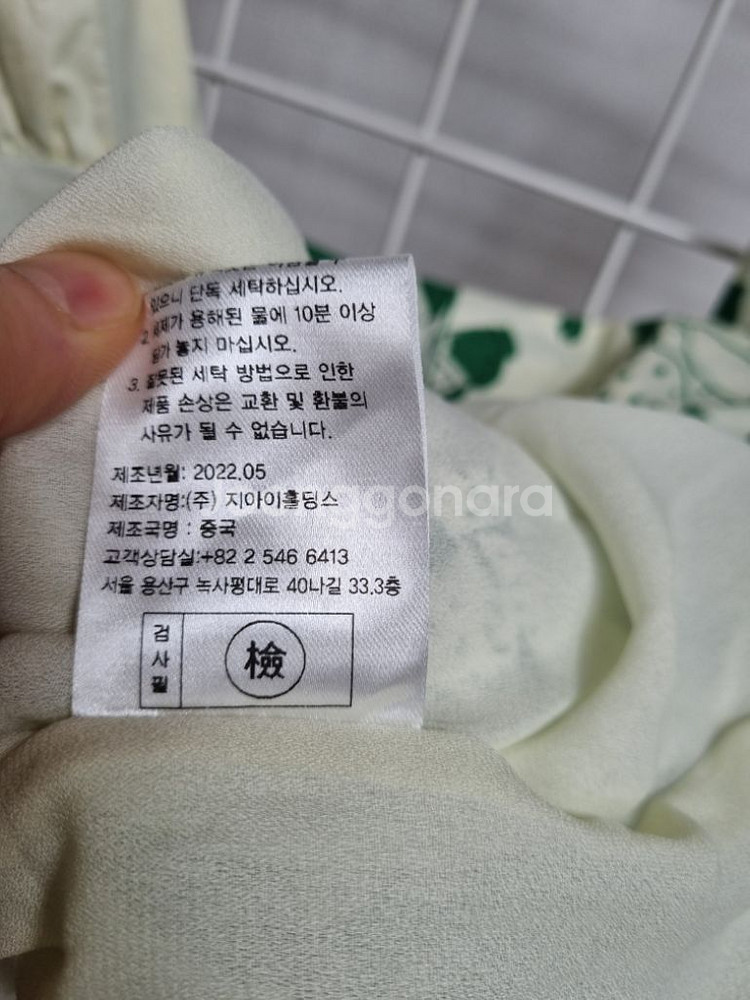 있으니 단독 세탁하십시오.
2. 세제가 용해된 물에 10분 이상
놓지 마십시오.
3. 잘못된 세탁 방법으로 인한
제품 손상은 교환 및 환불의
사유가 될 수 없습니다.
제조년월: 2022.05
제조자명:(주) 지아이홀딩스
제조국명 : 중국
고객상담실:+82 2 546 6413
서울 용산구 녹사평대로 40나길 33.3층
검사필
檢